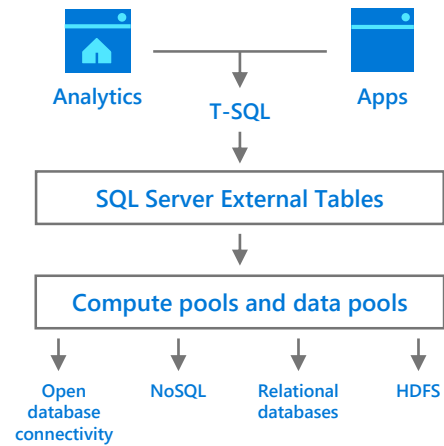 Analytics
Apps
T-SQL
SQL Server External Tables
Compute pools and data pools
Open
database
connectivity
NoSQL
Relational
databases
HDFS